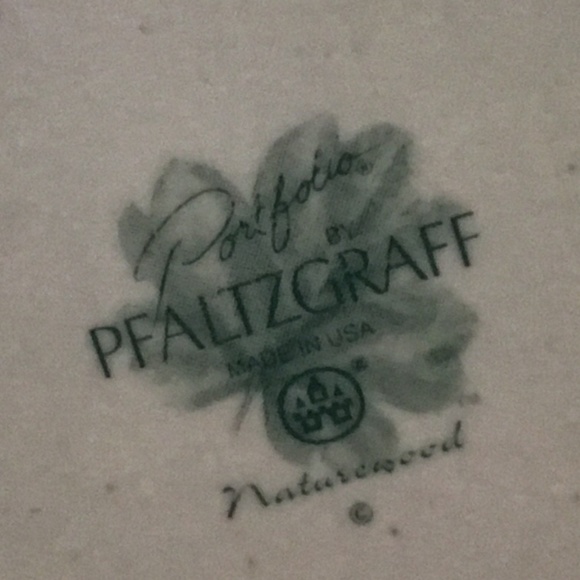 Portfolio®
BY
PFALTZGRAFF
MADE IN USA
®
Naturewood
©